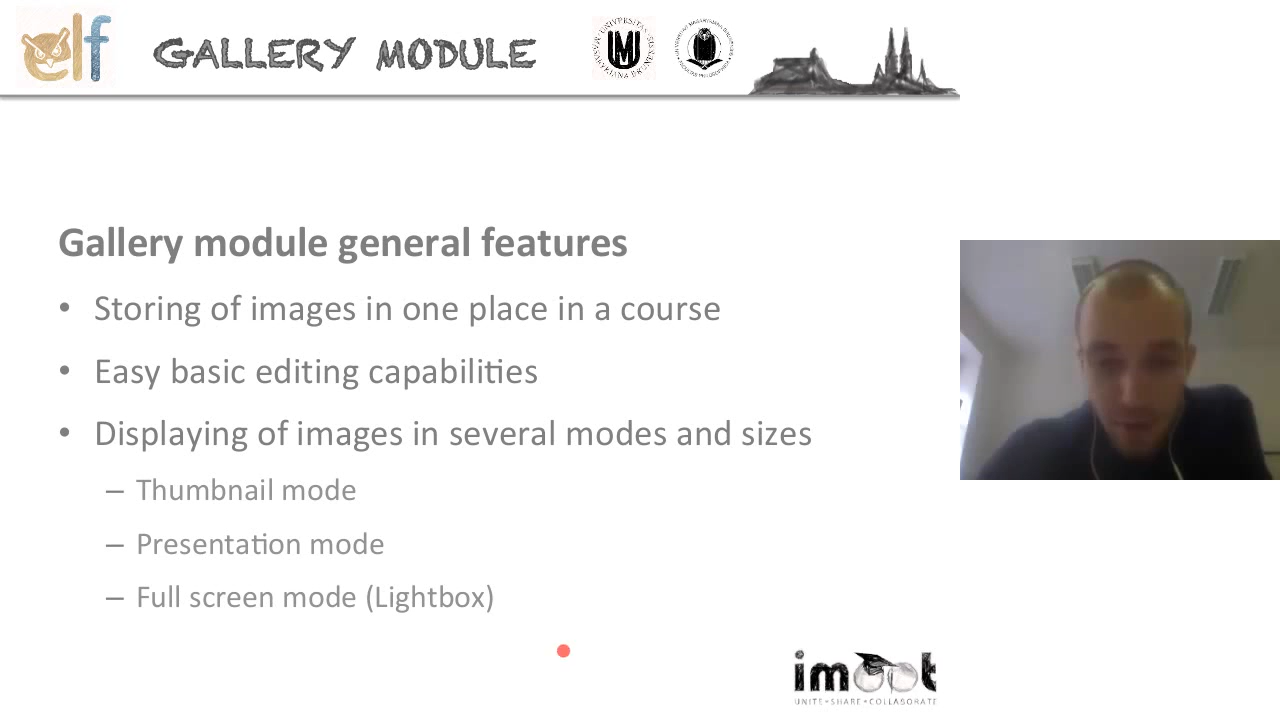 elf
GALLERY MODULE
Gallery module general features
• Storing of images in one place in a course
• Easy basic editing capabilities
• Displaying of images in several modes and sizes
– Thumbnail mode
– Presentation mode
– Full screen mode (Lightbox)
imoot
UNITE•SHARE•COLLABORATE